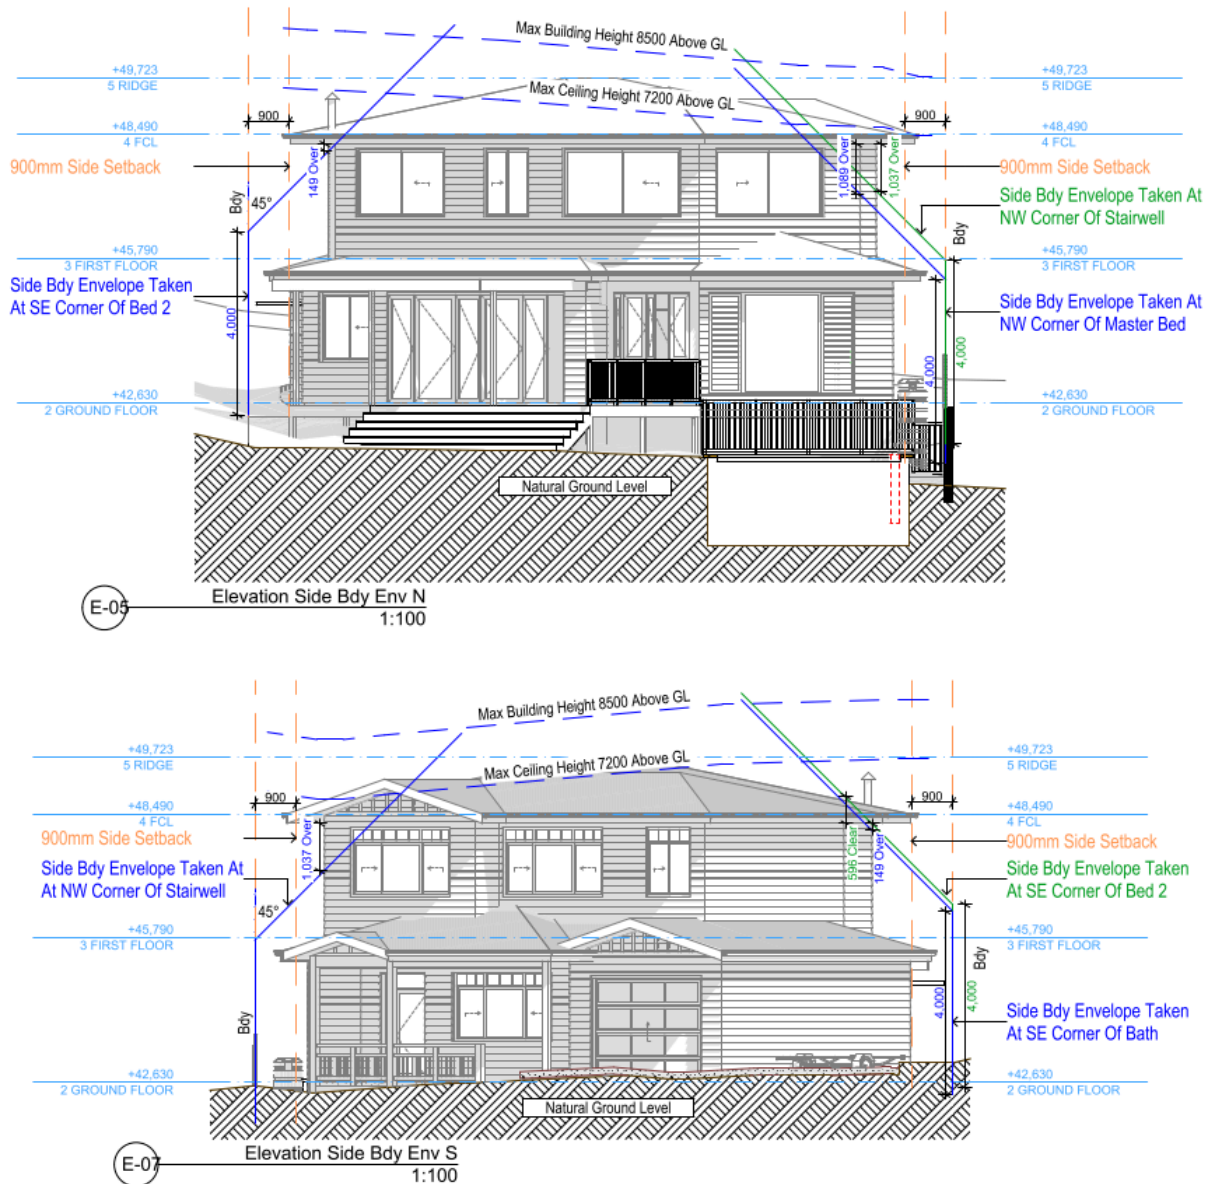 Max Building Height 8500 Above GL
+49,723
5 RIDGE
+49,723
5 RIDGE
Max Ceiling Height 7200 Above GL
900
900
+48,490
4 FCL
+48,490
4 FCL
900mm Side Setback
149 Over
1,089 Over
1,037 Over
900mm Side Setback
Bdy
45°
Side Bdy Envelope Taken At
NW Corner Of Stairwell
Bdy
+45,790
3 FIRST FLOOR
+45,790
3 FIRST FLOOR
Side Bdy Envelope Taken
At SE Corner Of Bed 2
Side Bdy Envelope Taken At
NW Corner Of Master Bed
4,000
4,000
4,000
+42,630
2 GROUND FLOOR
+42,630
2 GROUND FLOOR
Natural Ground Level
E-05
Elevation Side Bdy Env N
1:100
Max Building Height 8500 Above GL
+49,723
5 RIDGE
+49,723
5 RIDGE
Max Ceiling Height 7200 Above GL
900
900
+48,490
4 FCL
+48,490
4 FCL
900mm Side Setback
1,037 Over
596 Clear
149 Over
900mm Side Setback
Side Bdy Envelope Taken At
At NW Corner Of Stairwell
Side Bdy Envelope Taken
At SE Corner Of Bed 2
45°
+45,790
3 FIRST FLOOR
+45,790
3 FIRST FLOOR
Bdy
4,000
4,000
Bdy
Side Bdy Envelope Taken
At SE Corner Of Bath
+42,630
2 GROUND FLOOR
+42,630
2 GROUND FLOOR
Natural Ground Level
E-07
Elevation Side Bdy Env S
1:100